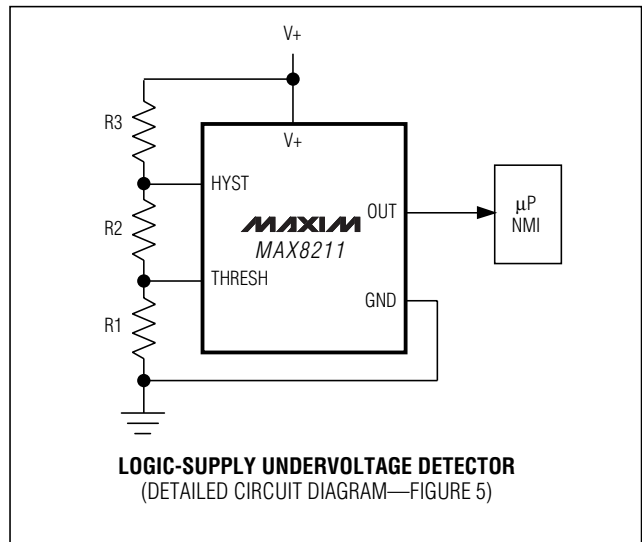 V+
R3
V+
HYST
MAXIM
OUT
µP
NMI
R2
MAX8211
THRESH
GND
R1
LOGIC-SUPPLY UNDERVOLTAGE DETECTOR
(DETAILED CIRCUIT DIAGRAM—FIGURE 5)